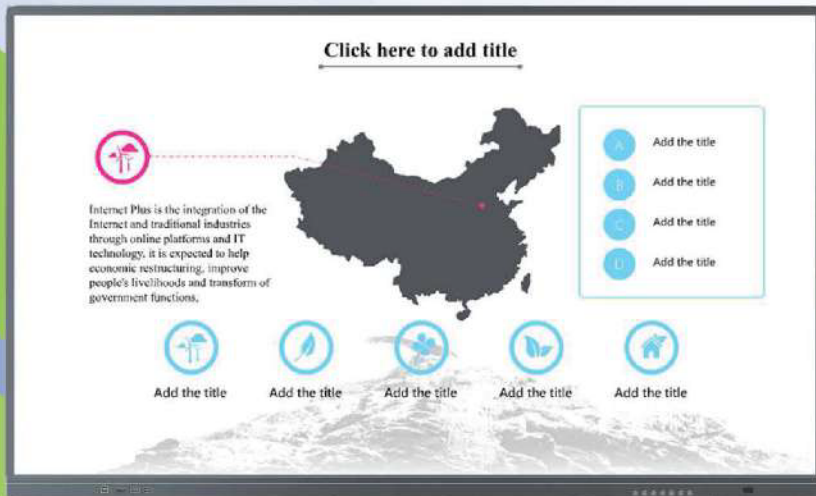 Click here to add title
Internet Plus is the integration of the
Internet and traditional industries
through online platforms and IT
technology, it is expected to help
economic restructuring, improve
people's livelihoods and transform of
government functions.
A Add the title
B Add the title
C Add the title
D Add the title
Add the title Add the title Add the title Add the title Add the title